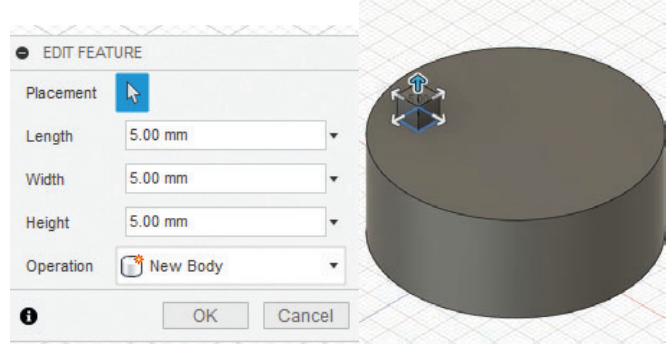 EDIT FEATURE
Placement
Length 5.00 mm
Width 5.00 mm
Height 5.00 mm
Operation New Body
OK Cancel